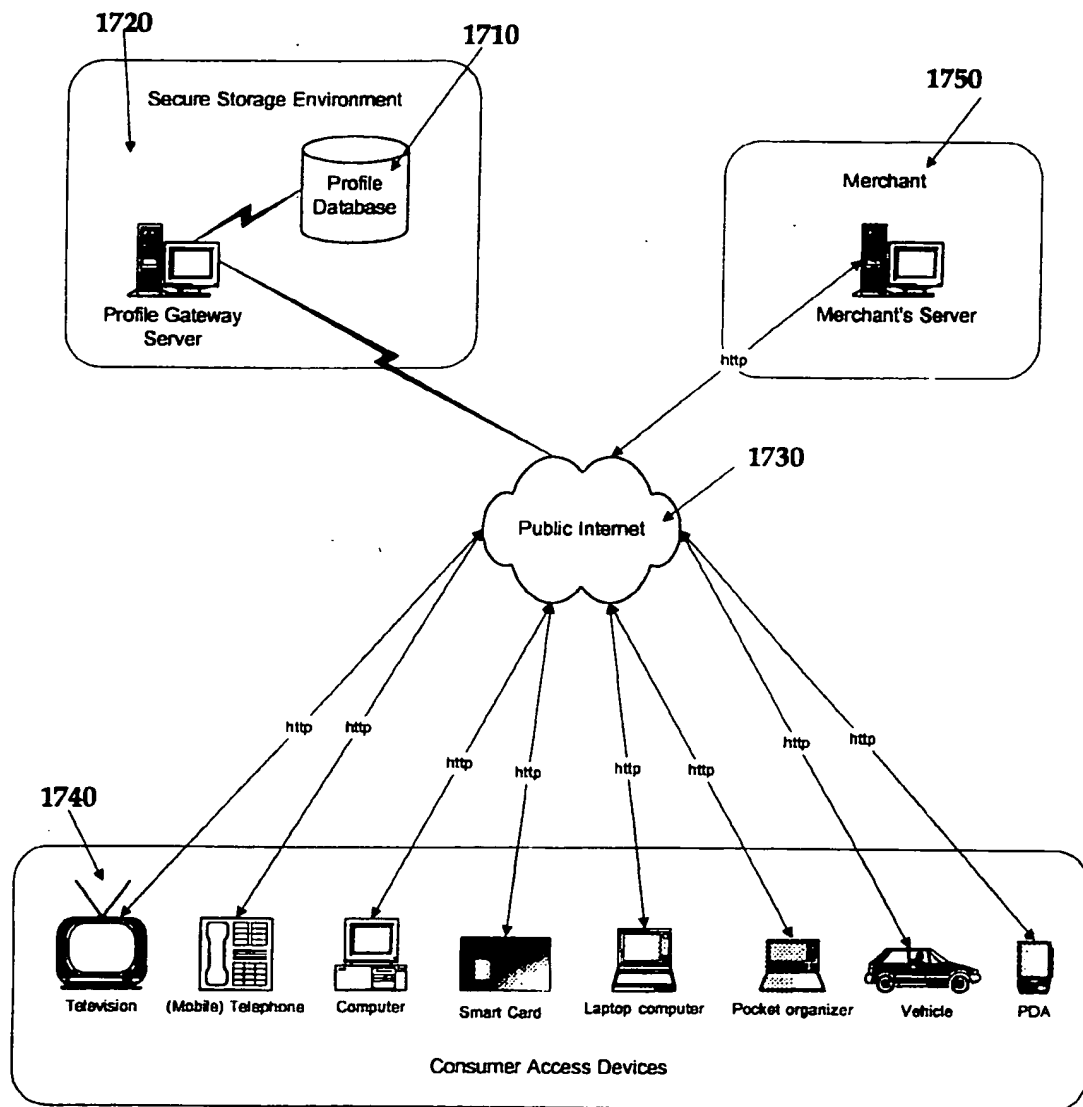 1720
1710
1750
Secure Storage Environment
Profile
Database
Profile Gateway
Server
Merchant
Merchant's Server
http
1730
Public Internet
http
http
http
http
http
http
http
http
1740
Television
(Mobile) Telephone
Computer
Smart Card
Laptop computer
Pocket organizer
Vehicle
PDA
Consumer Access Devices